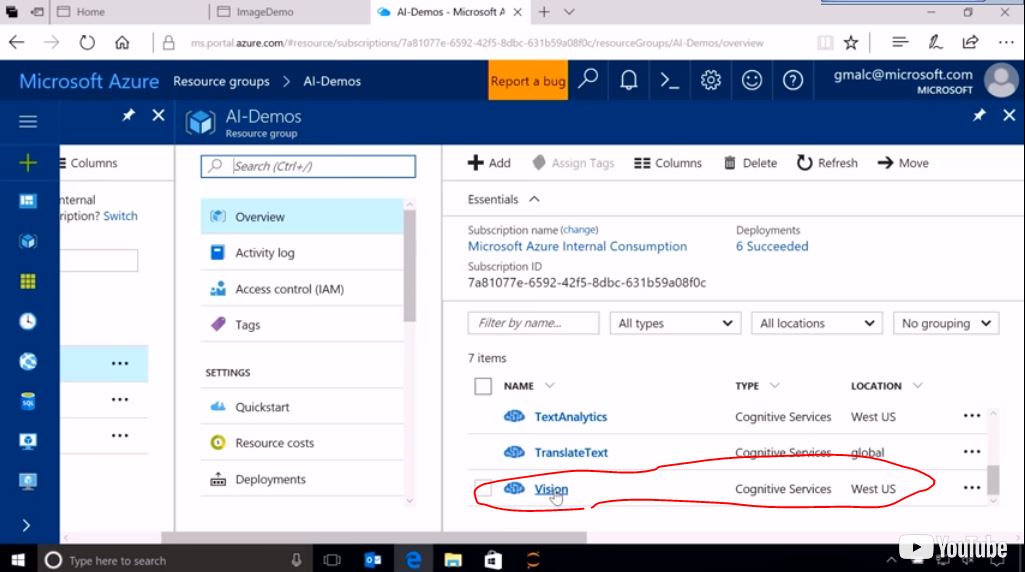 Home
ImageDemo
AI-Demos - Microsoft A
ms.portal.azure.com/#resource/subscriptions/7a81077e-6592-42f5-8dbc-631b59a08f0c/resourceGroups/AI-Demos/overview
Microsoft Azure Resource groups > AI-Demos
Report a bug
gmalc@microsoft.com
MICROSOFT
AI-Demos
Resource group
Columns
nternal
ription? Switch
Search (Ctrl+/)
Overview
Activity log
Access control (IAM)
Tags
SETTINGS
Quickstart
Resource costs
Deployments
Add Assign Tags Columns Delete Refresh Move
Essentials
Subscription name (change)
Microsoft Azure Internal Consumption
Deployments
6 Succeeded
Subscription ID
7a81077e-6592-42f5-8dbc-631b59a08f0c
Filter by name...
All types
All locations
No grouping
7 items
NAME TYPE LOCATION
TextAnalytics Cognitive Services West US
TranslateText Cognitive Services global
Vision Cognitive Services West US
SQL
Type here to search
YouTube